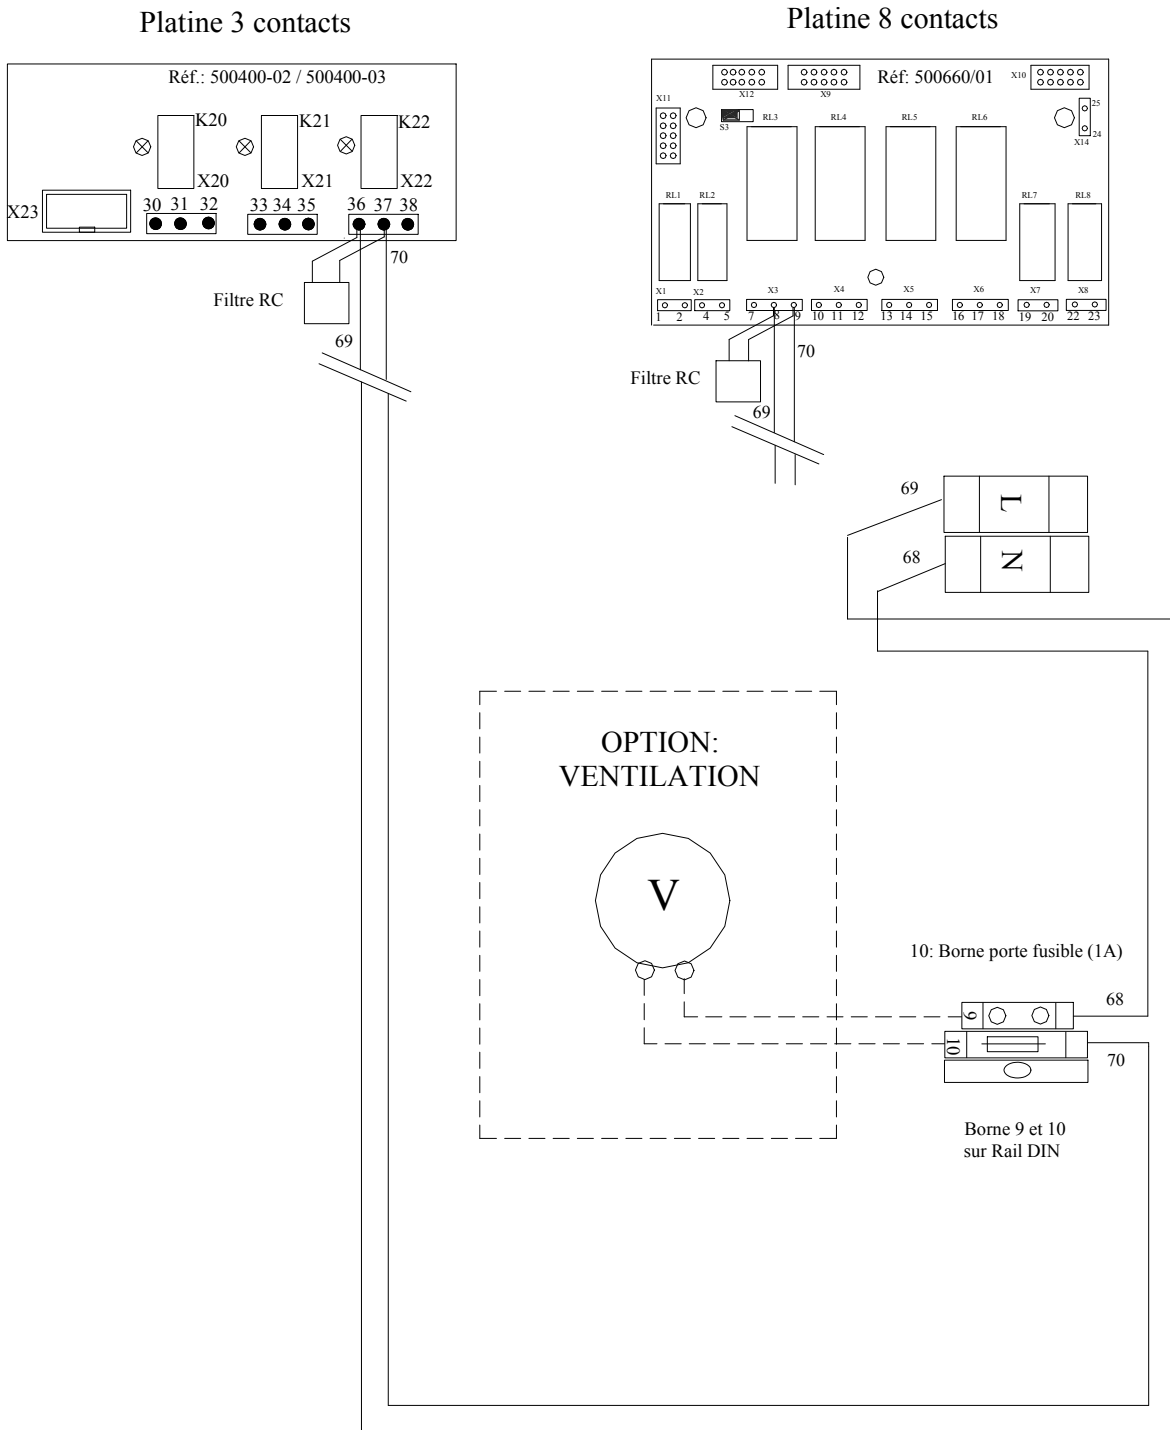 Platine 3 contacts
Platine 8 contacts
Réf.: 500400-02 / 500400-03
K20
K21
K22
X20
X21
X22
X23
30 31 32
33 34 35
36 37 38
70
Filtre RC
69
Réf: 500660/01
X12
X9
X10
X11
S3
RL3
RL4
RL5
RL6
25
24
X14
RL1
RL2
RL7
RL8
X1
X2
X3
X4
X5
X6
X7
X8
1 2
4 5
7 8 9
10 11 12
13 14 15
16 17 18
19 20
22 23
70
Filtre RC
69
69
L
68
N
OPTION:
VENTILATION
V
10: Borne porte fusible (1A)
9
68
10
70
Borne 9 et 10
sur Rail DIN